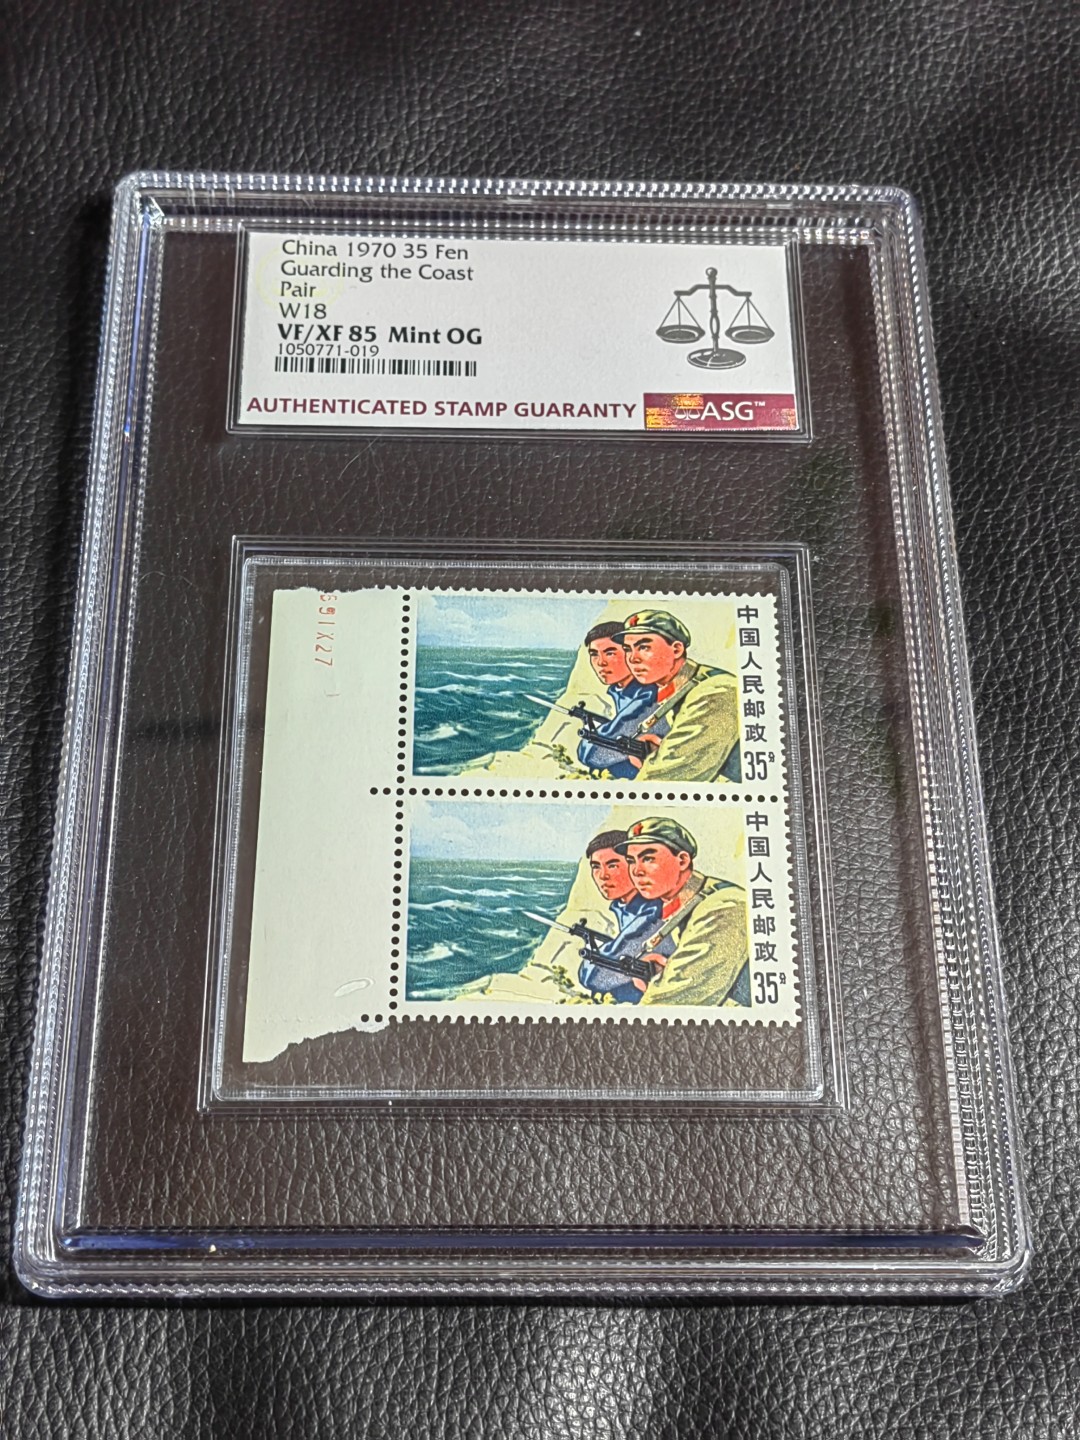 China 1970 35 Fen
Guarding the Coast
Pair
W18
VF/XF 85 Mint OG
1050771-019
AUTHENTICATED STAMP GUARANTY
ASG™
中国人民邮政
35分
中国人民邮政
35分